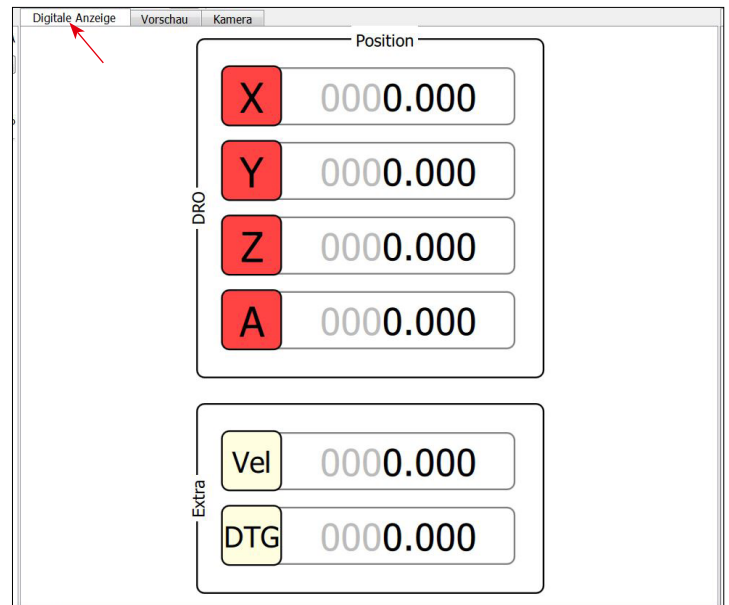 Digitale Anzeige Vorschau Kamera
Position
X 0000.000
Y 0000.000
DRO
Z 0000.000
A 0000.000
Vel 0000.000
Extra
DTG 0000.000